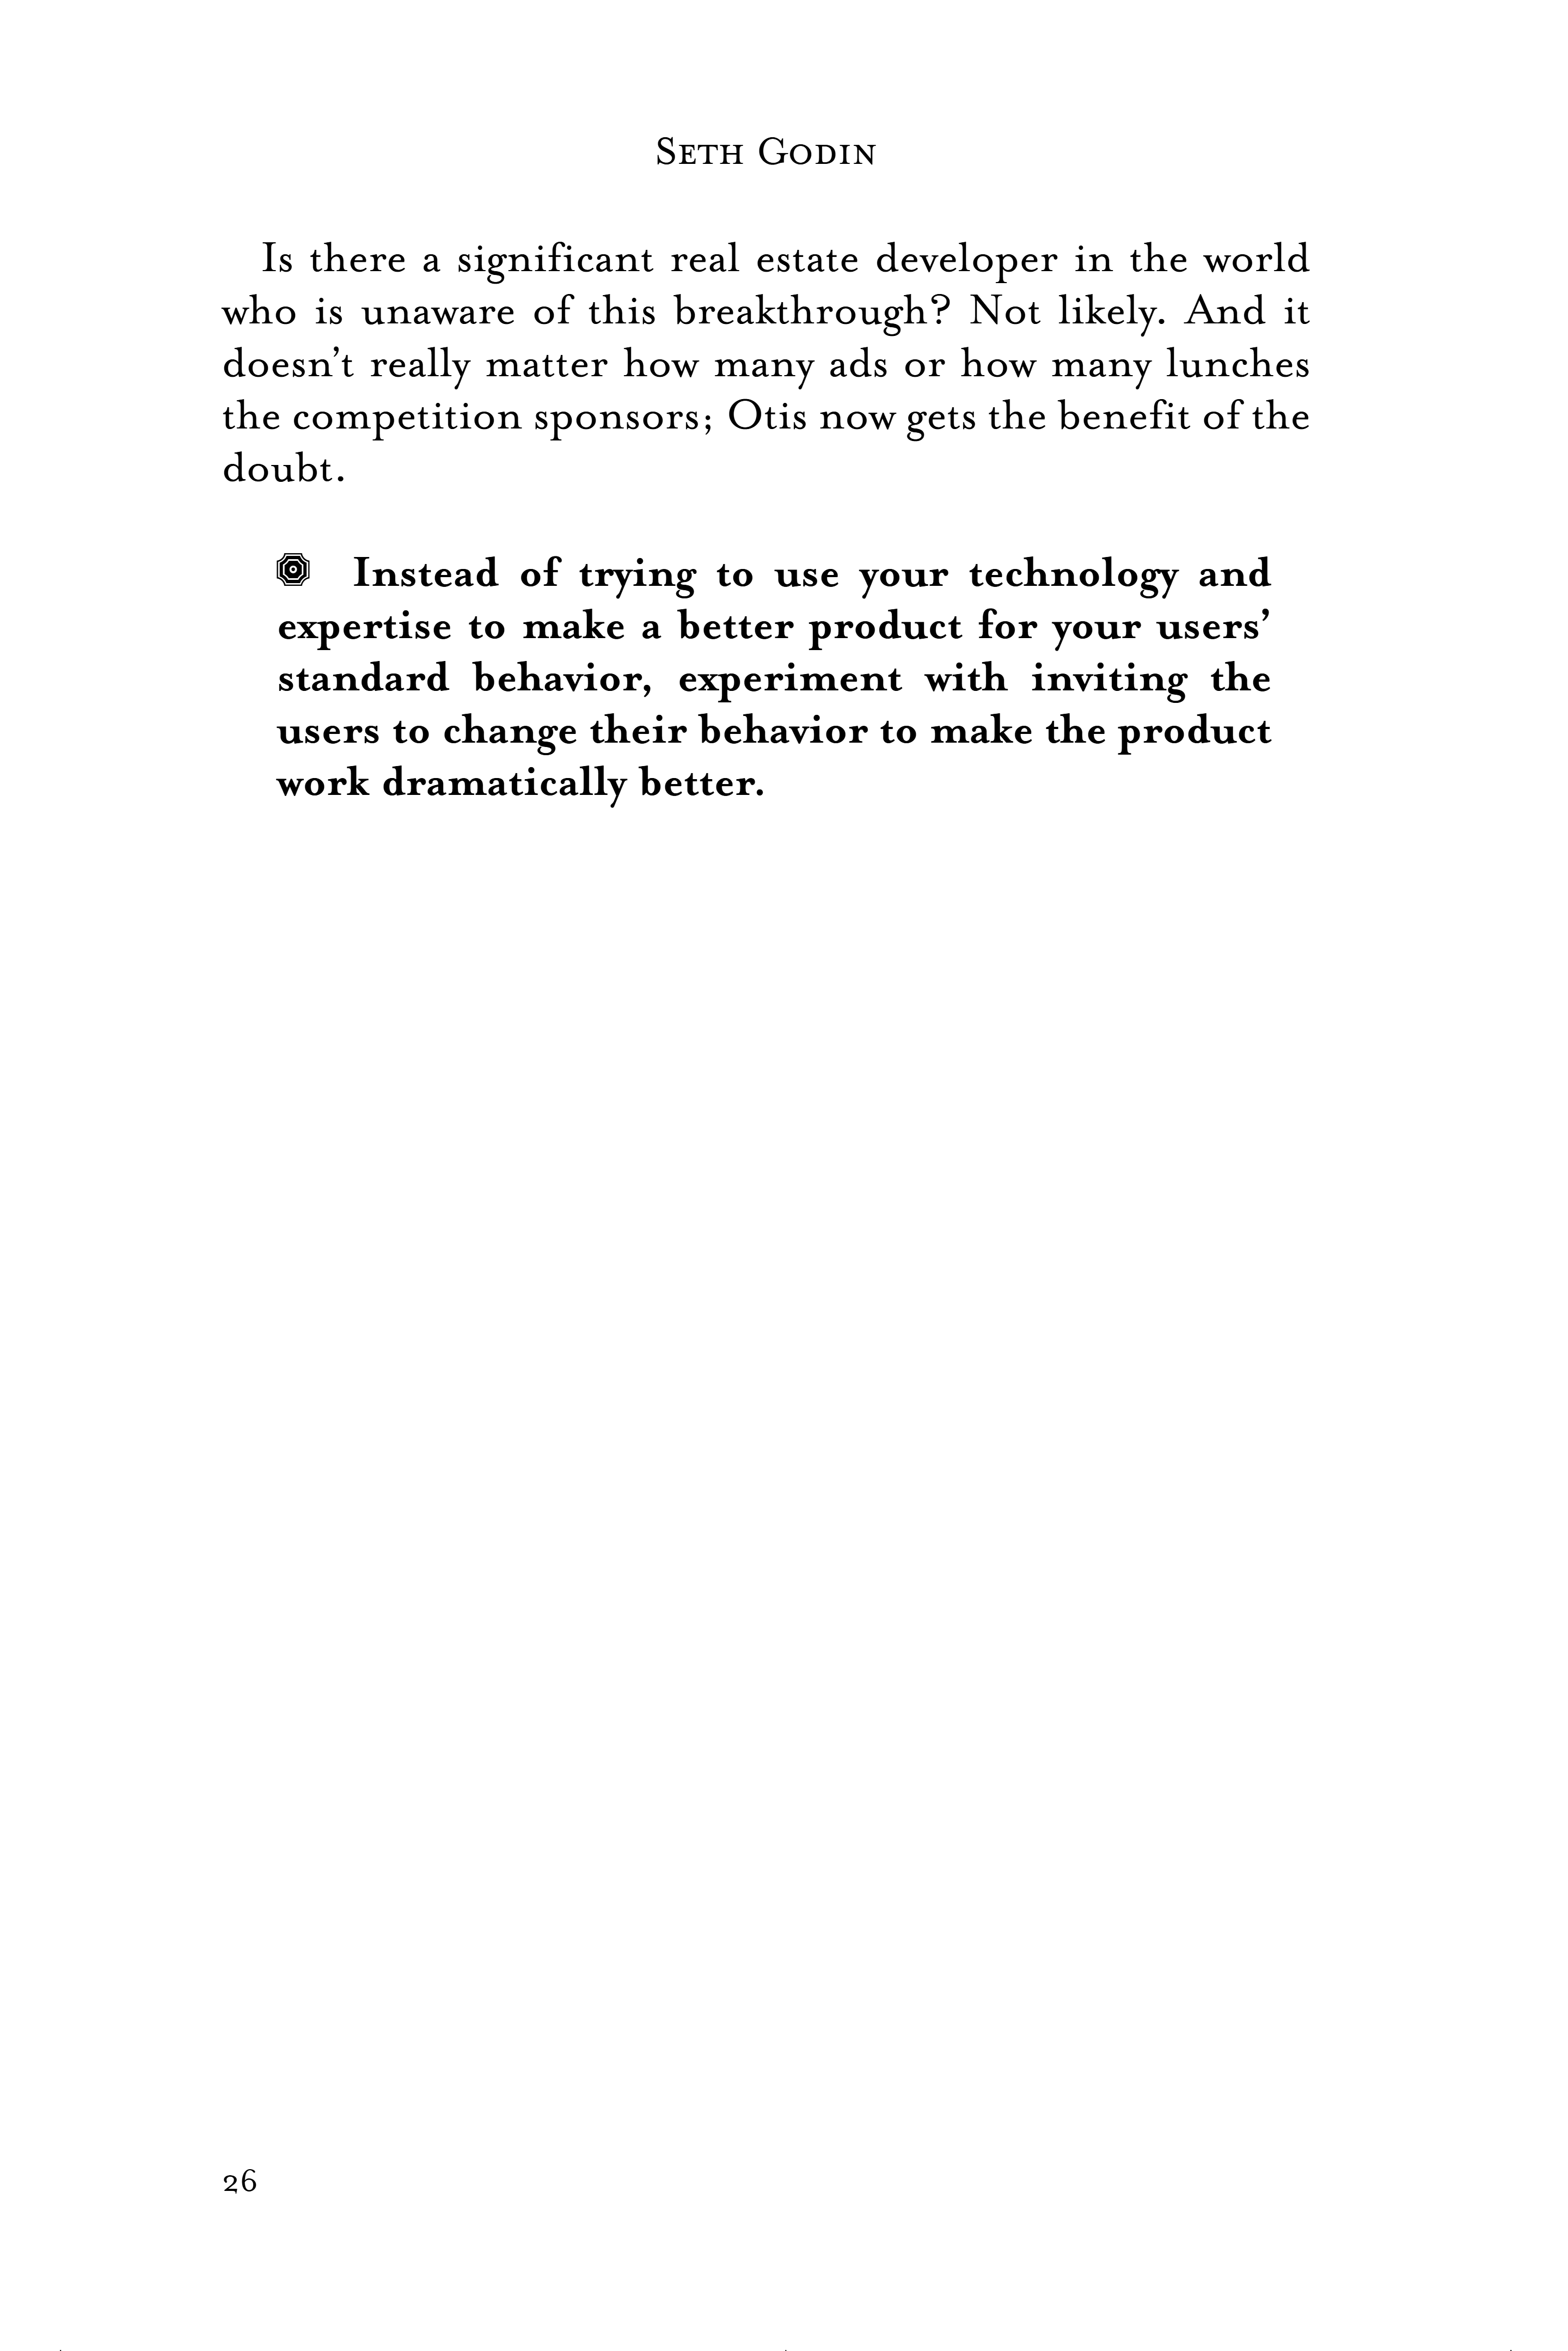 Seth Godin
Is there a significant real estate developer in the world
who is unaware of this breakthrough? Not likely. And it
doesn’t really matter how many ads or how many lunches
the competition sponsors; Otis now gets the benefit of the
doubt.
Instead of trying to use your technology and
expertise to make a better product for your users’
standard behavior, experiment with inviting the
users to change their behavior to make the product
work dramatically better.
26